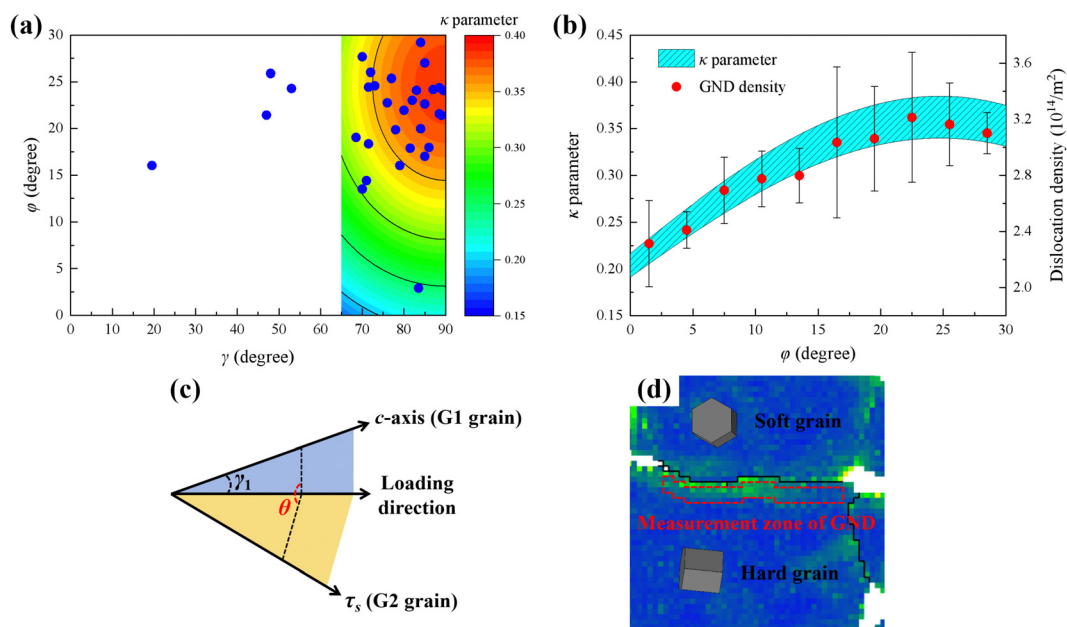 (a)
κ parameter
30
25
20
15
10
5
0
φ (degree)
0 10 20 30 40 50 60 70 80 90
γ (degree)
0.40
0.35
0.30
0.25
0.20
0.15
(b)
κ parameter
GND density
0.45
0.40
0.35
0.30
0.25
0.20
0.15
κ parameter
0 5 10 15 20 25 30
φ (degree)
3.6
3.2
2.8
2.4
2.0
Dislocation density (10¹⁴/m²)
(c)
c-axis (G1 grain)
γ₁
θ
Loading
direction
τₛ (G2 grain)
(d)
Soft grain
Measurement zone of GND
Hard grain